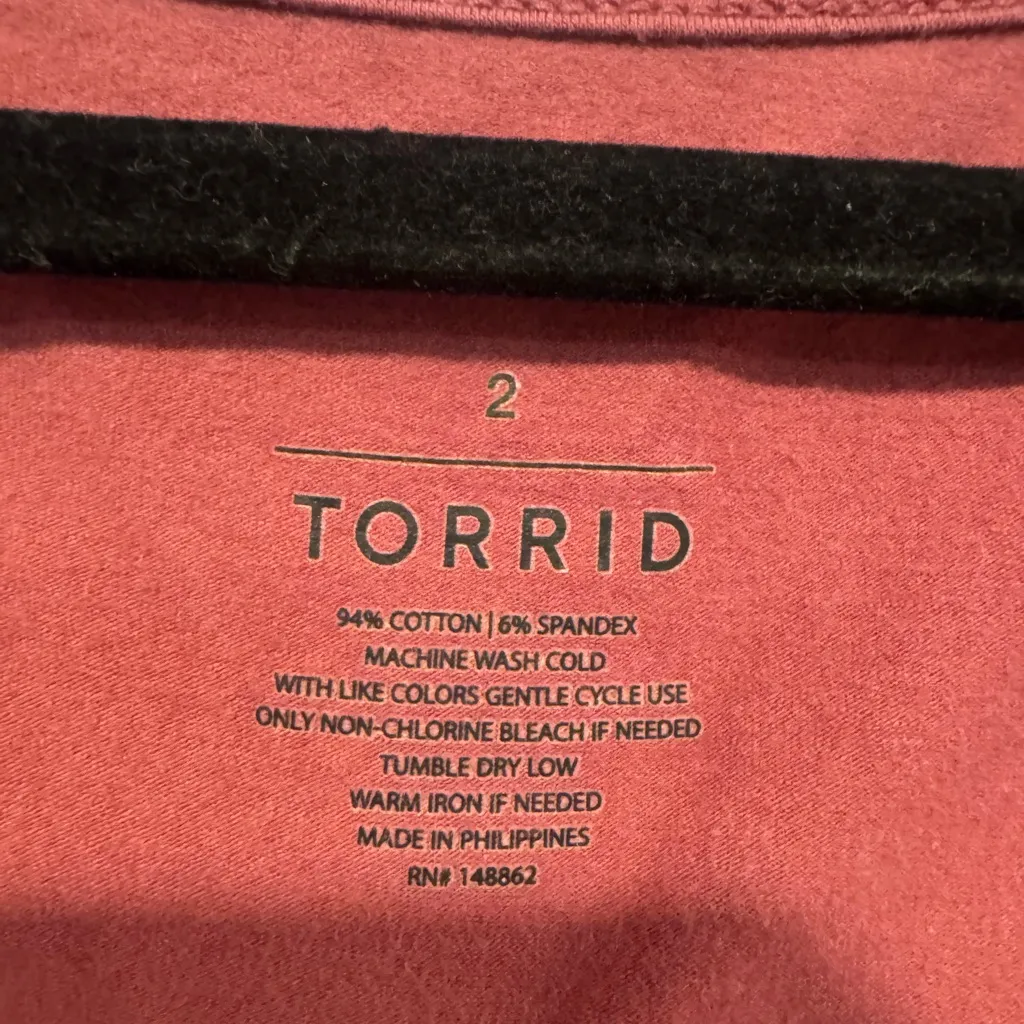 2
TORRID
94% COTTON | 6% SPANDEX
MACHINE WASH COLD
WITH LIKE COLORS GENTLE CYCLE USE
ONLY NON-CHLORINE BLEACH IF NEEDED
TUMBLE DRY LOW
WARM IRON IF NEEDED
MADE IN PHILIPPINES
RN# 148862